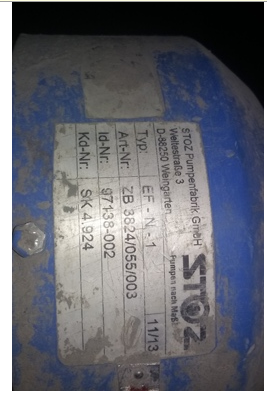 STOZ Pumpenfabrik GmbH
Weltestraße 3
D-88250 Weingarten
STOZ
Pumpen nach Maß
Typ: EF - N - 1 11/13
Art-Nr: ZB 3824/055/003
Id-Nr: 97138-002
Kd-Nr: SK 4.924